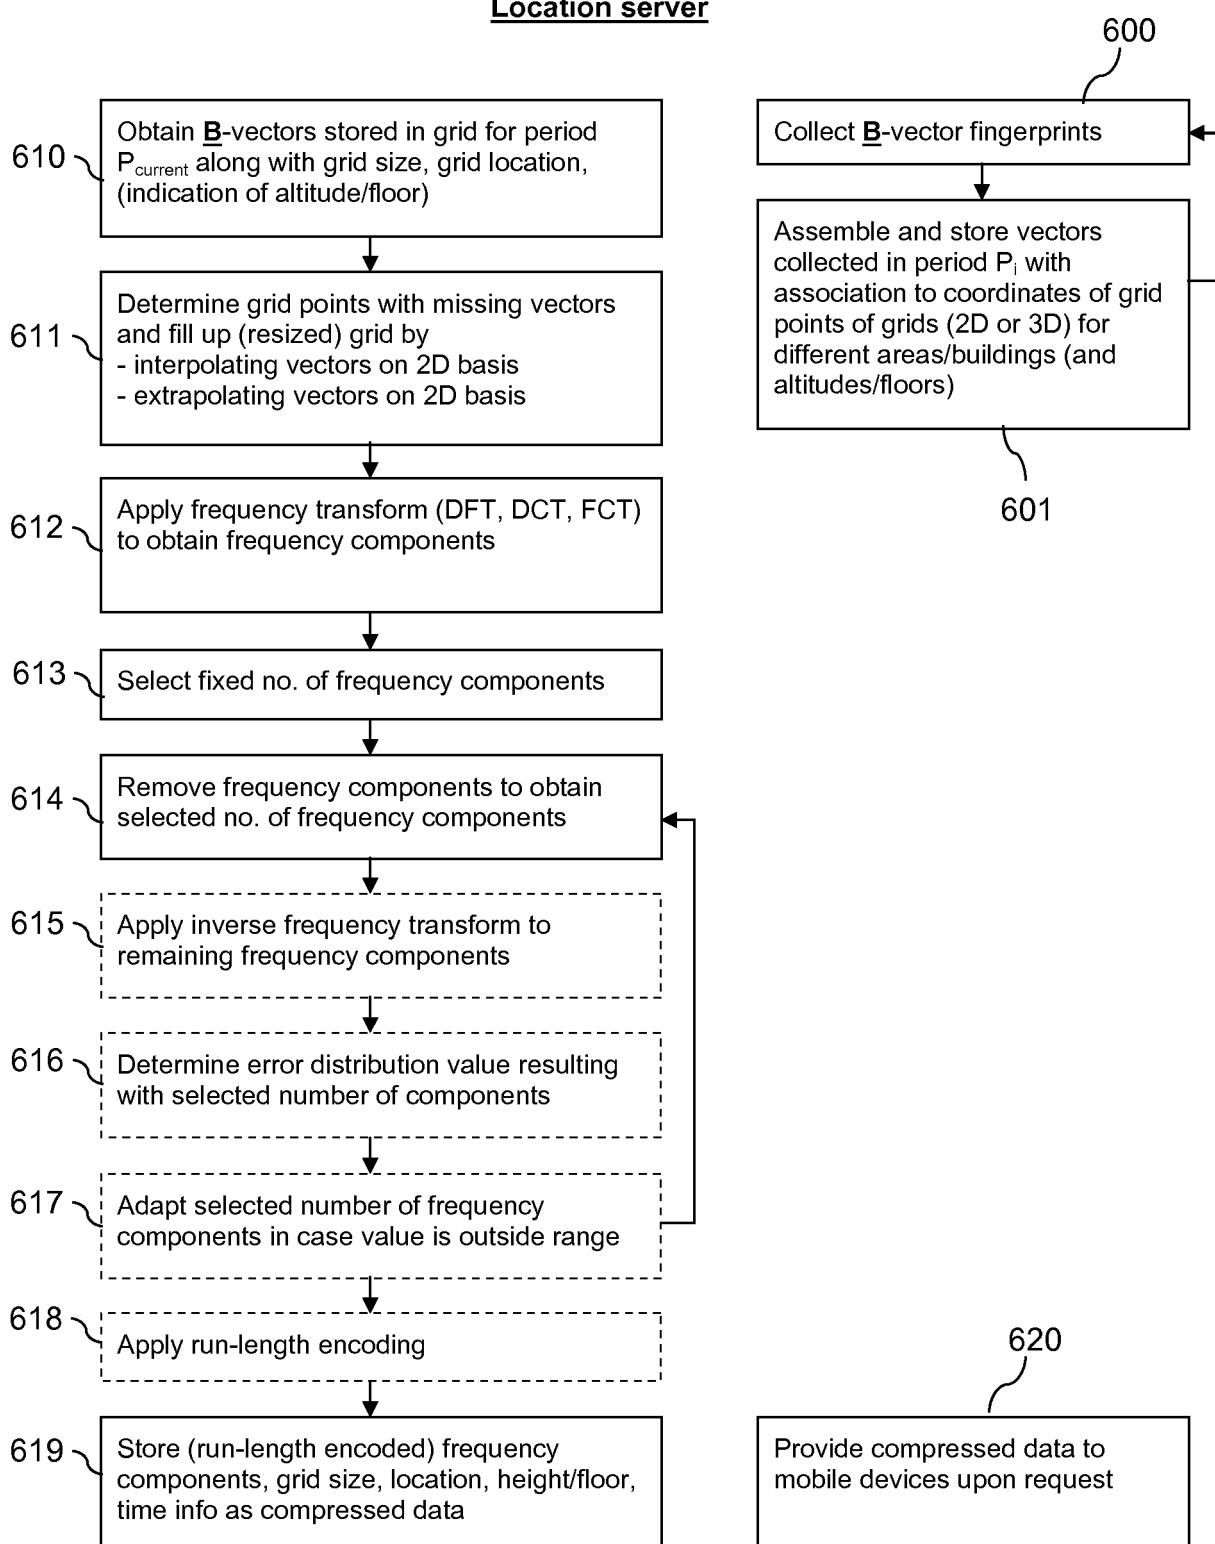 Location server
600
610
Obtain B-vectors stored in grid for period
Pcurrent along with grid size, grid location,
(indication of altitude/floor)
Collect B-vector fingerprints
611
Determine grid points with missing vectors
and fill up (resized) grid by
- interpolating vectors on 2D basis
- extrapolating vectors on 2D basis
Assemble and store vectors
collected in period Pi with
association to coordinates of grid
points of grids (2D or 3D) for
different areas/buildings (and
altitudes/floors)
601
612
Apply frequency transform (DFT, DCT, FCT)
to obtain frequency components
613
Select fixed no. of frequency components
614
Remove frequency components to obtain
selected no. of frequency components
615
Apply inverse frequency transform to
remaining frequency components
616
Determine error distribution value resulting
with selected number of components
617
Adapt selected number of frequency
components in case value is outside range
618
Apply run-length encoding
620
619
Store (run-length encoded) frequency
components, grid size, location, height/floor,
time info as compressed data
Provide compressed data to
mobile devices upon request